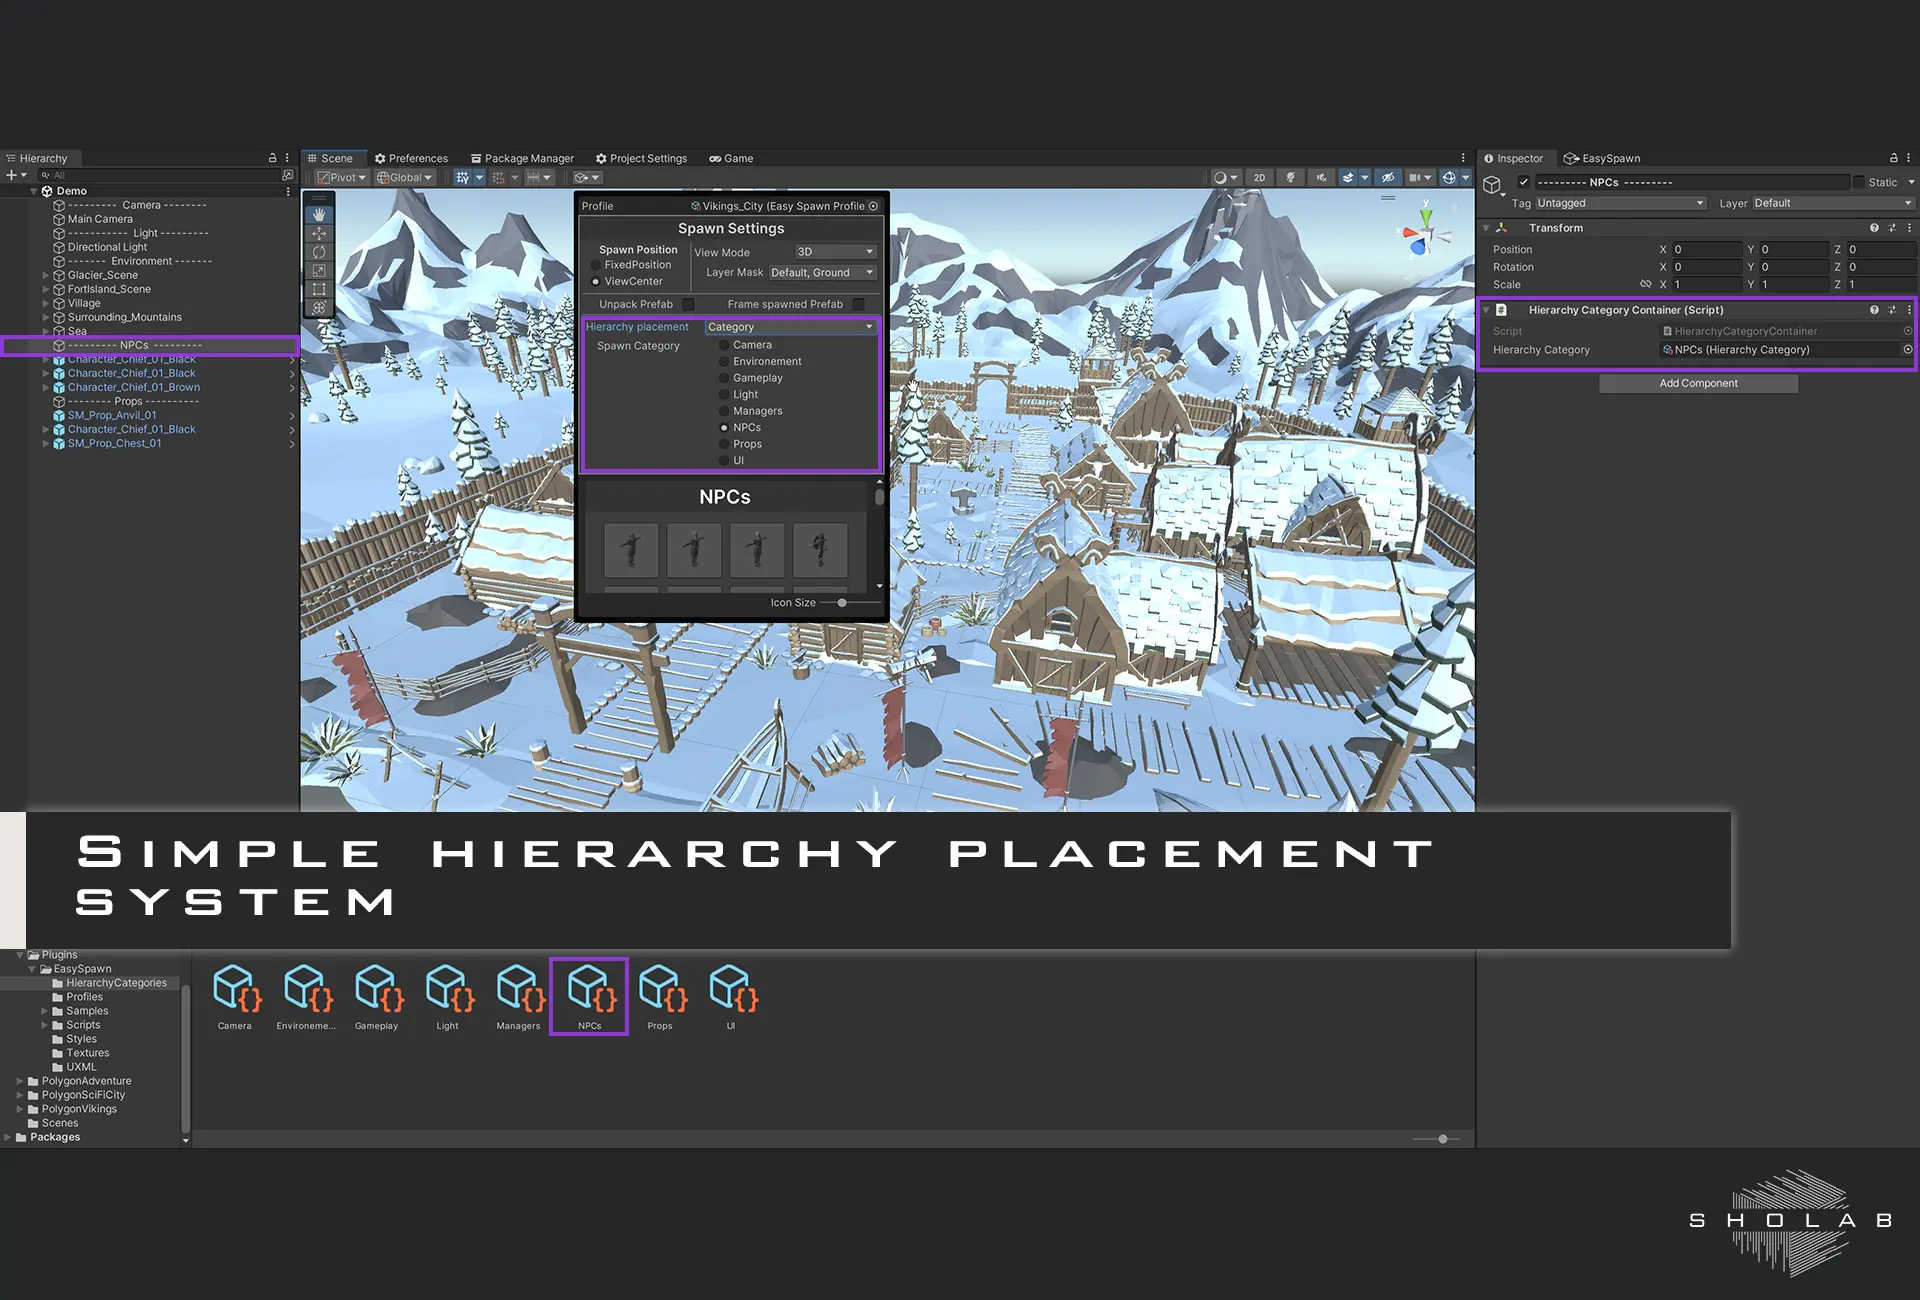 Hierarchy
All
Demo
--------- Camera --------
Main Camera
--------- Light ---------
Directional Light
-------- Environment -------
Glacier_Scene
FortIsland_Scene
Village
Surrounding_Mountains
Sea
--------- NPCs ---------
Character_Chief_01_Black
Character_Chief_01_Black
Character_Chief_01_Brown
-------- Props ----------
SM_Prop_Anvil_01
Character_Chief_01_Black
SM_Prop_Chest_01
Scene Preferences Package Manager Project Settings Game
Pivot Global 2D
Profile Vikings_City (Easy Spawn Profile
Spawn Settings
Spawn Position
FixedPosition
ViewCenter
View Mode 3D
Layer Mask Default, Ground
Unpack Prefab Frame spawned Prefab
Hierarchy placement Category
Spawn Category
Camera
Environement
Gameplay
Light
Managers
NPCs
Props
UI
NPCs
Icon Size
y
x
Inspector EasySpawn
--------- NPCs --------- Static
Tag Untagged Layer Default
Transform
Position X 0 Y 0 Z 0
Rotation X 0 Y 0 Z 0
Scale X 1 Y 1 Z 1
# Hierarchy Category Container (Script)
Script HierarchyCategoryContainer
Hierarchy Category NPCs (Hierarchy Category)
Add Component
Simple hierarchy placement
system
Plugins
EasySpawn
HierarchyCategories
Profiles
Samples
Scripts
Styles
Textures
UXML
PolygonAdventure
PolygonSciFiCity
PolygonVikings
Scenes
Packages
Camera Environeme... Gameplay Light Managers NPCs Props UI
SHOLAB